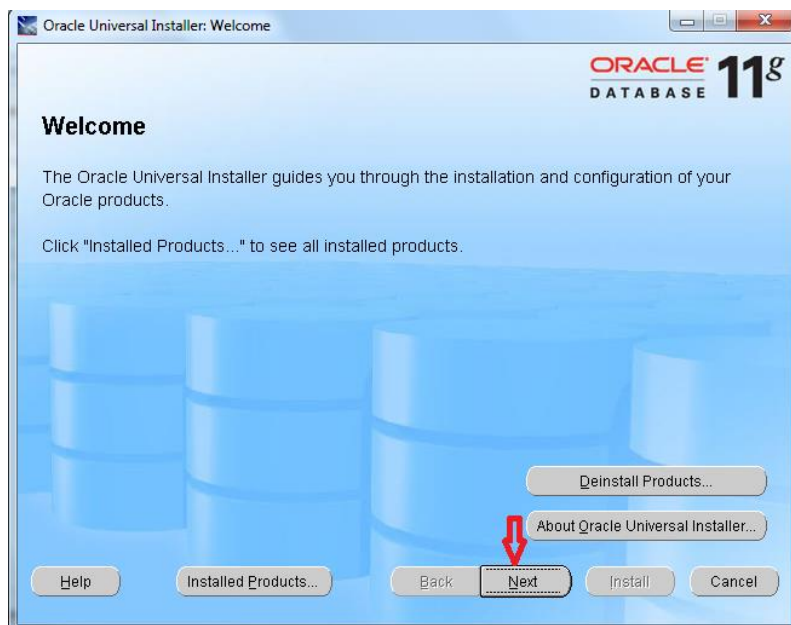 Oracle Universal Installer: Welcome
ORACLE 11g
DATABASE
Welcome
The Oracle Universal Installer guides you through the installation and configuration of your
Oracle products.
Click "Installed Products..." to see all installed products.
Deinstall Products...
About Oracle Universal Installer...
Help Installed Products... Back Next Install Cancel